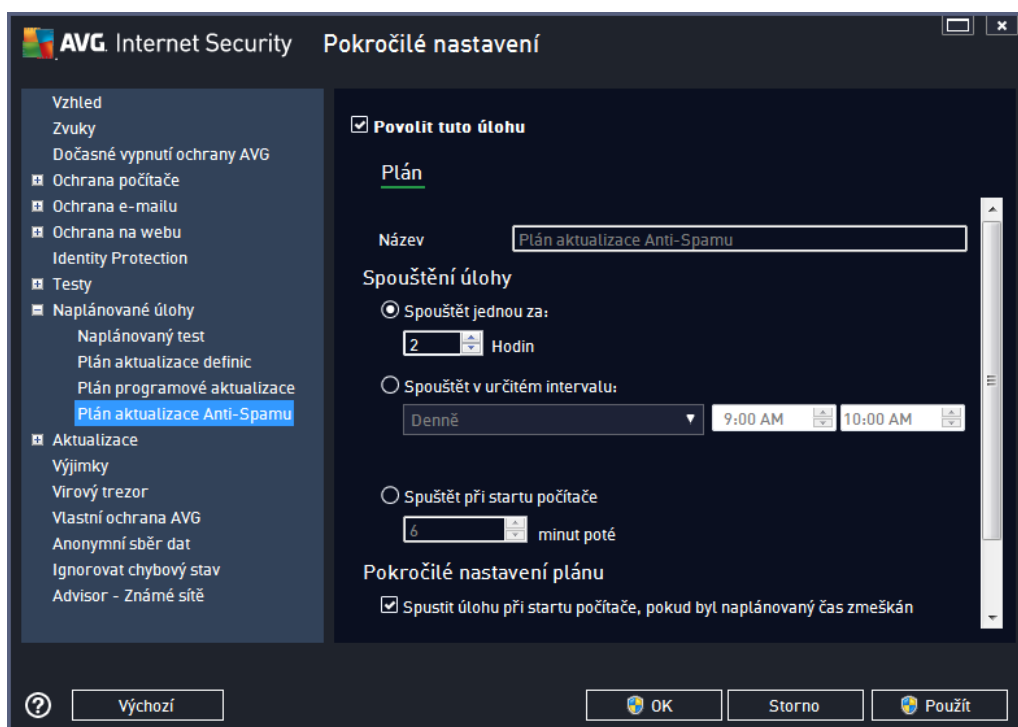 AVG. Internet Security Pokročilé nastavení
Vzhled
Zvuky
Dočasné vypnutí ochrany AVG
Ochrana počítače
Ochrana e-mailu
Ochrana na webu
Identity Protection
Testy
Naplánované úlohy
Naplánovaný test
Plán aktualizace definic
Plán programové aktualizace
Plán aktualizace Anti-Spamu
Aktualizace
Výjimky
Virový trezor
Vlastní ochrana AVG
Anonymní sběr dat
Ignorovat chybový stav
Advisor - Známé sítě
Povolit tuto úlohu
Plán
Název Plán aktualizace Anti-Spamu
Spouštění úlohy
Spouštět jednou za:
2 Hodin
Spouštět v určitém intervalu:
Denně 9:00 AM 10:00 AM
Spuštět při startu počítače
6 minut poté
Pokročilé nastavení plánu
Spustit úlohu při startu počítače, pokud byl naplánovaný čas zmeškán
? Výchozí OK Storno Použít